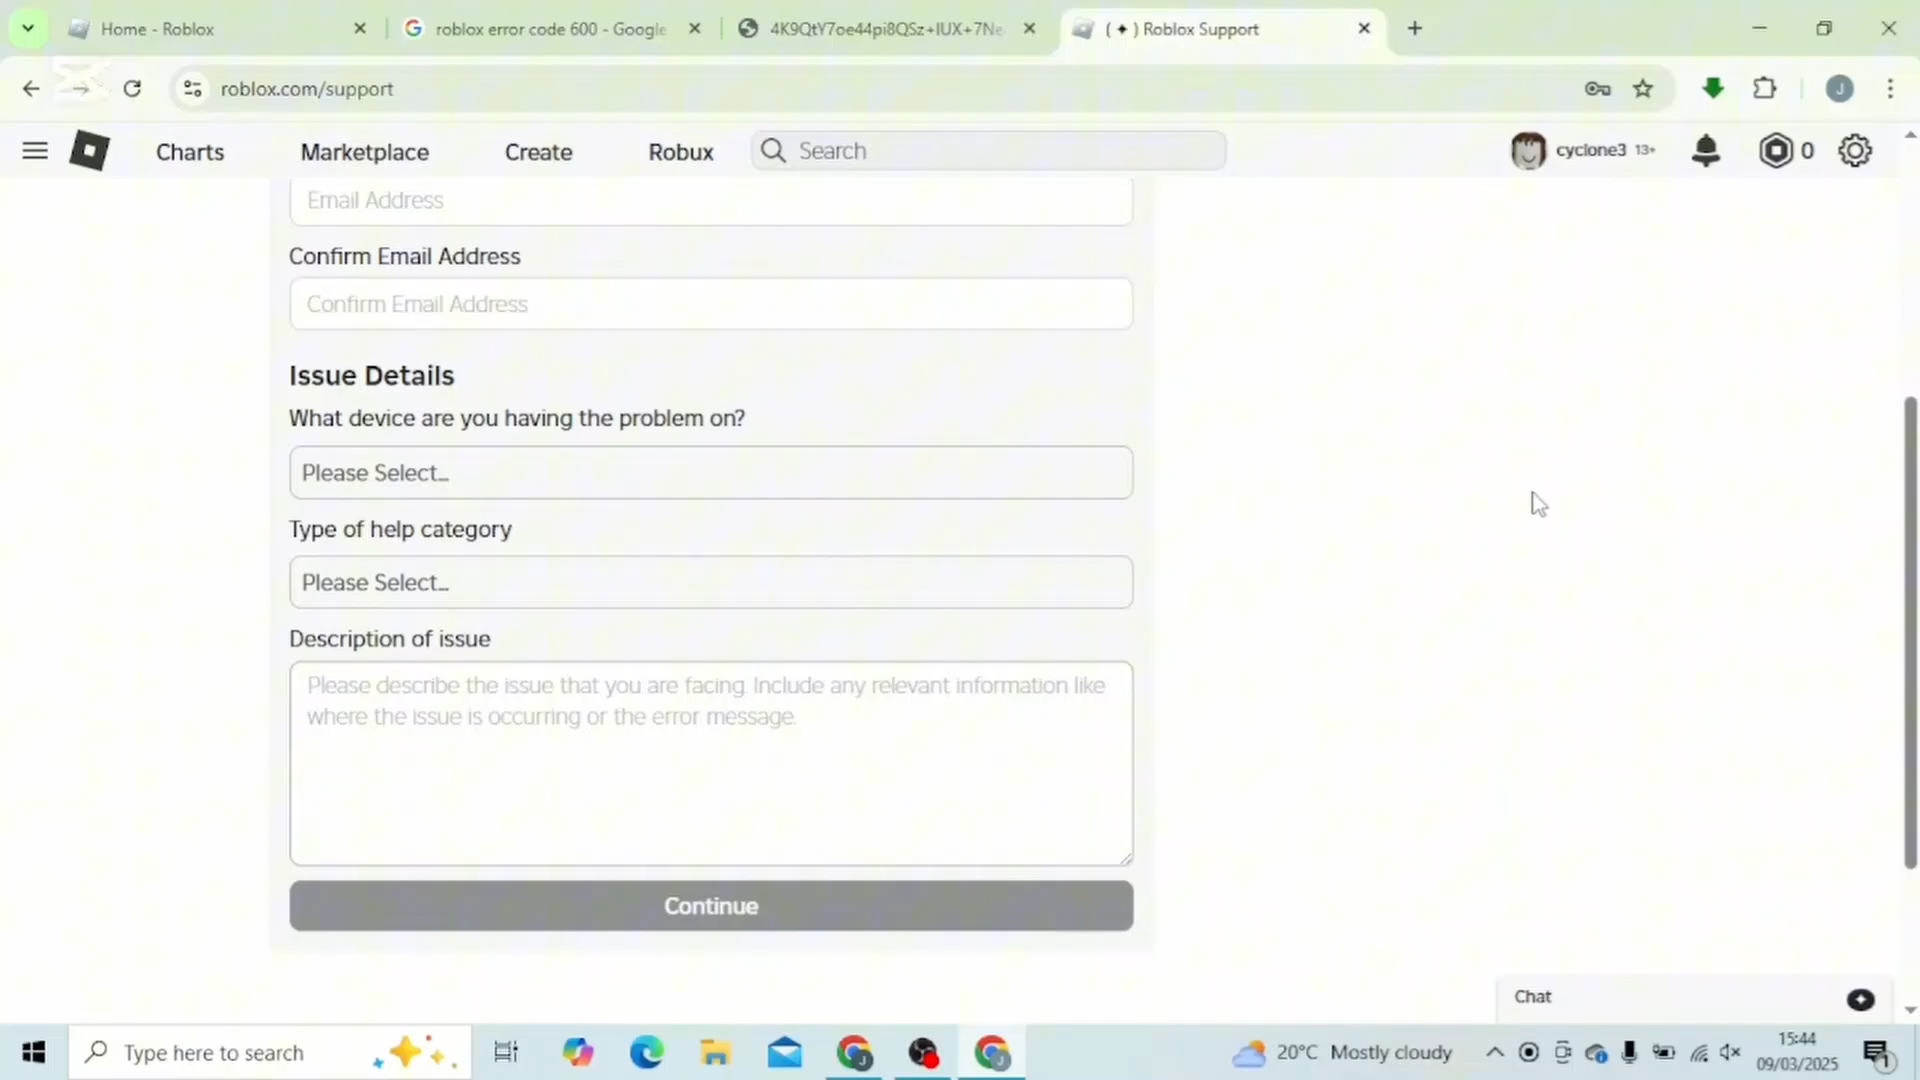 Home - Roblox
roblox error code 600 - Google
4K9QtY7oe44pi8QSz+IUX+7Ne
( ✦ ) Roblox Support
roblox.com/support
J
Charts
Marketplace
Create
Robux
Search
cyclone3 13+
0
Email Address
Confirm Email Address
Confirm Email Address
Issue Details
What device are you having the problem on?
Please Select...
Type of help category
Please Select...
Description of issue
Please describe the issue that you are facing. Include any relevant information like
where the issue is occurring or the error message.
Continue
Chat
Type here to search
20°C Mostly cloudy
15:44
09/03/2025
1